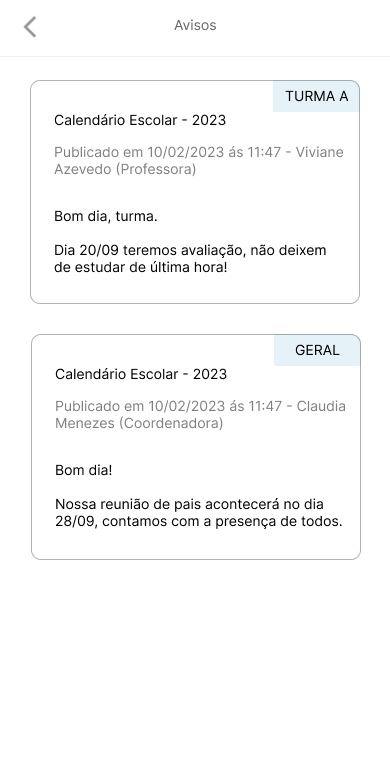 Avisos
TURMA A
Calendário Escolar - 2023
Publicado em 10/02/2023 ás 11:47 - Viviane
Azevedo (Professora)
Bom dia, turma.
Dia 20/09 teremos avaliação, não deixem
de estudar de última hora!
GERAL
Calendário Escolar - 2023
Publicado em 10/02/2023 ás 11:47 - Claudia
Menezes (Coordenadora)
Bom dia!
Nossa reunião de pais acontecerá no dia
28/09, contamos com a presença de todos.